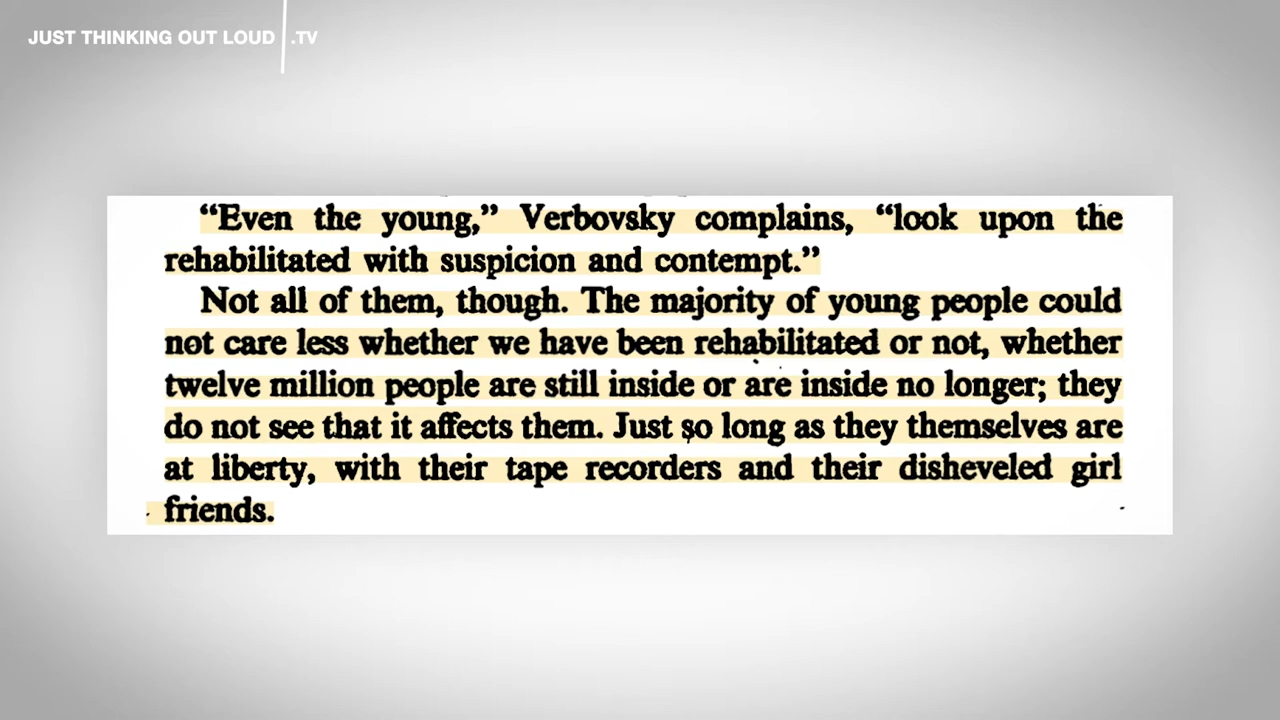 JUST THINKING OUT LOUD .TV
“Even the young,” Verbovsky complains, “look upon the
rehabilitated with suspicion and contempt.”
Not all of them, though. The majority of young people could
not care less whether we have been rehabilitated or not, whether
twelve million people are still inside or are inside no longer; they
do not see that it affects them. Just so long as they themselves are
at liberty, with their tape recorders and their disheveled girl
friends.